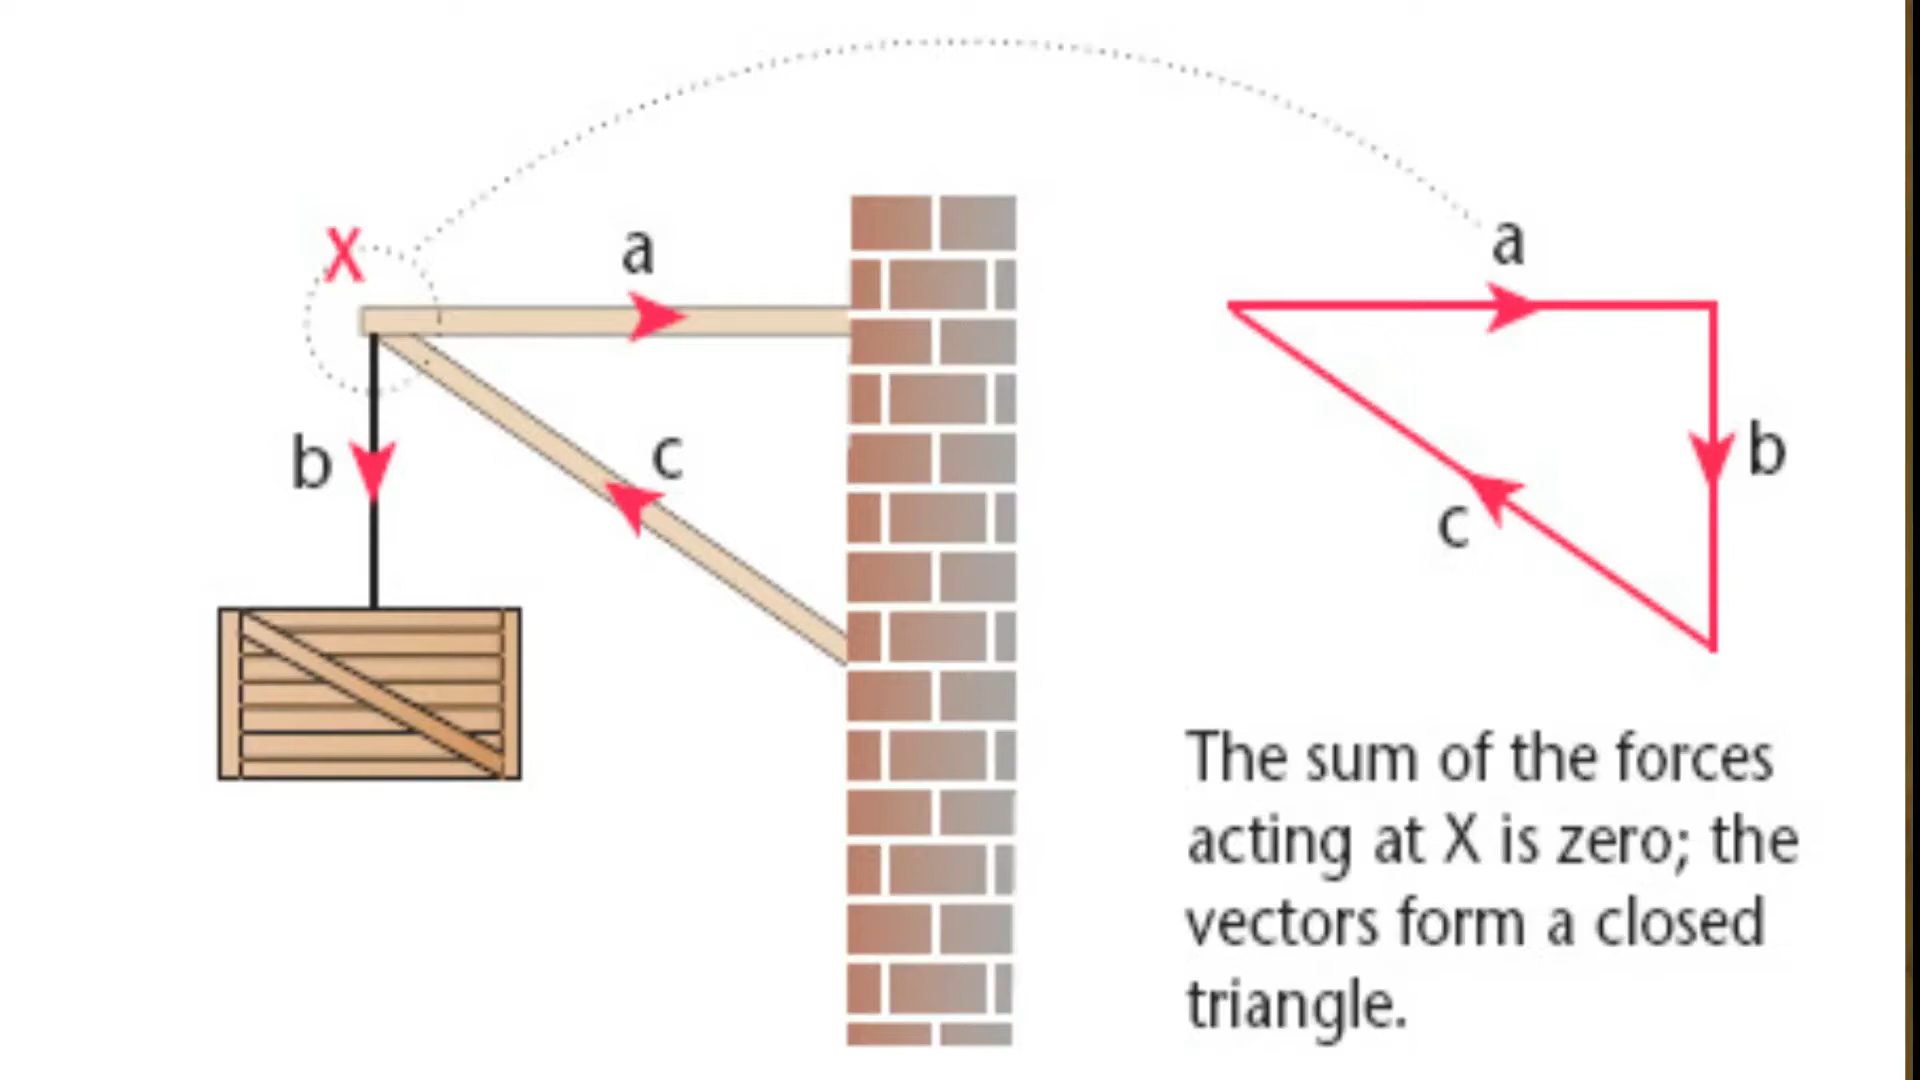 X
a
b
c
a
b
c
The sum of the forces
acting at X is zero; the
vectors form a closed
triangle.